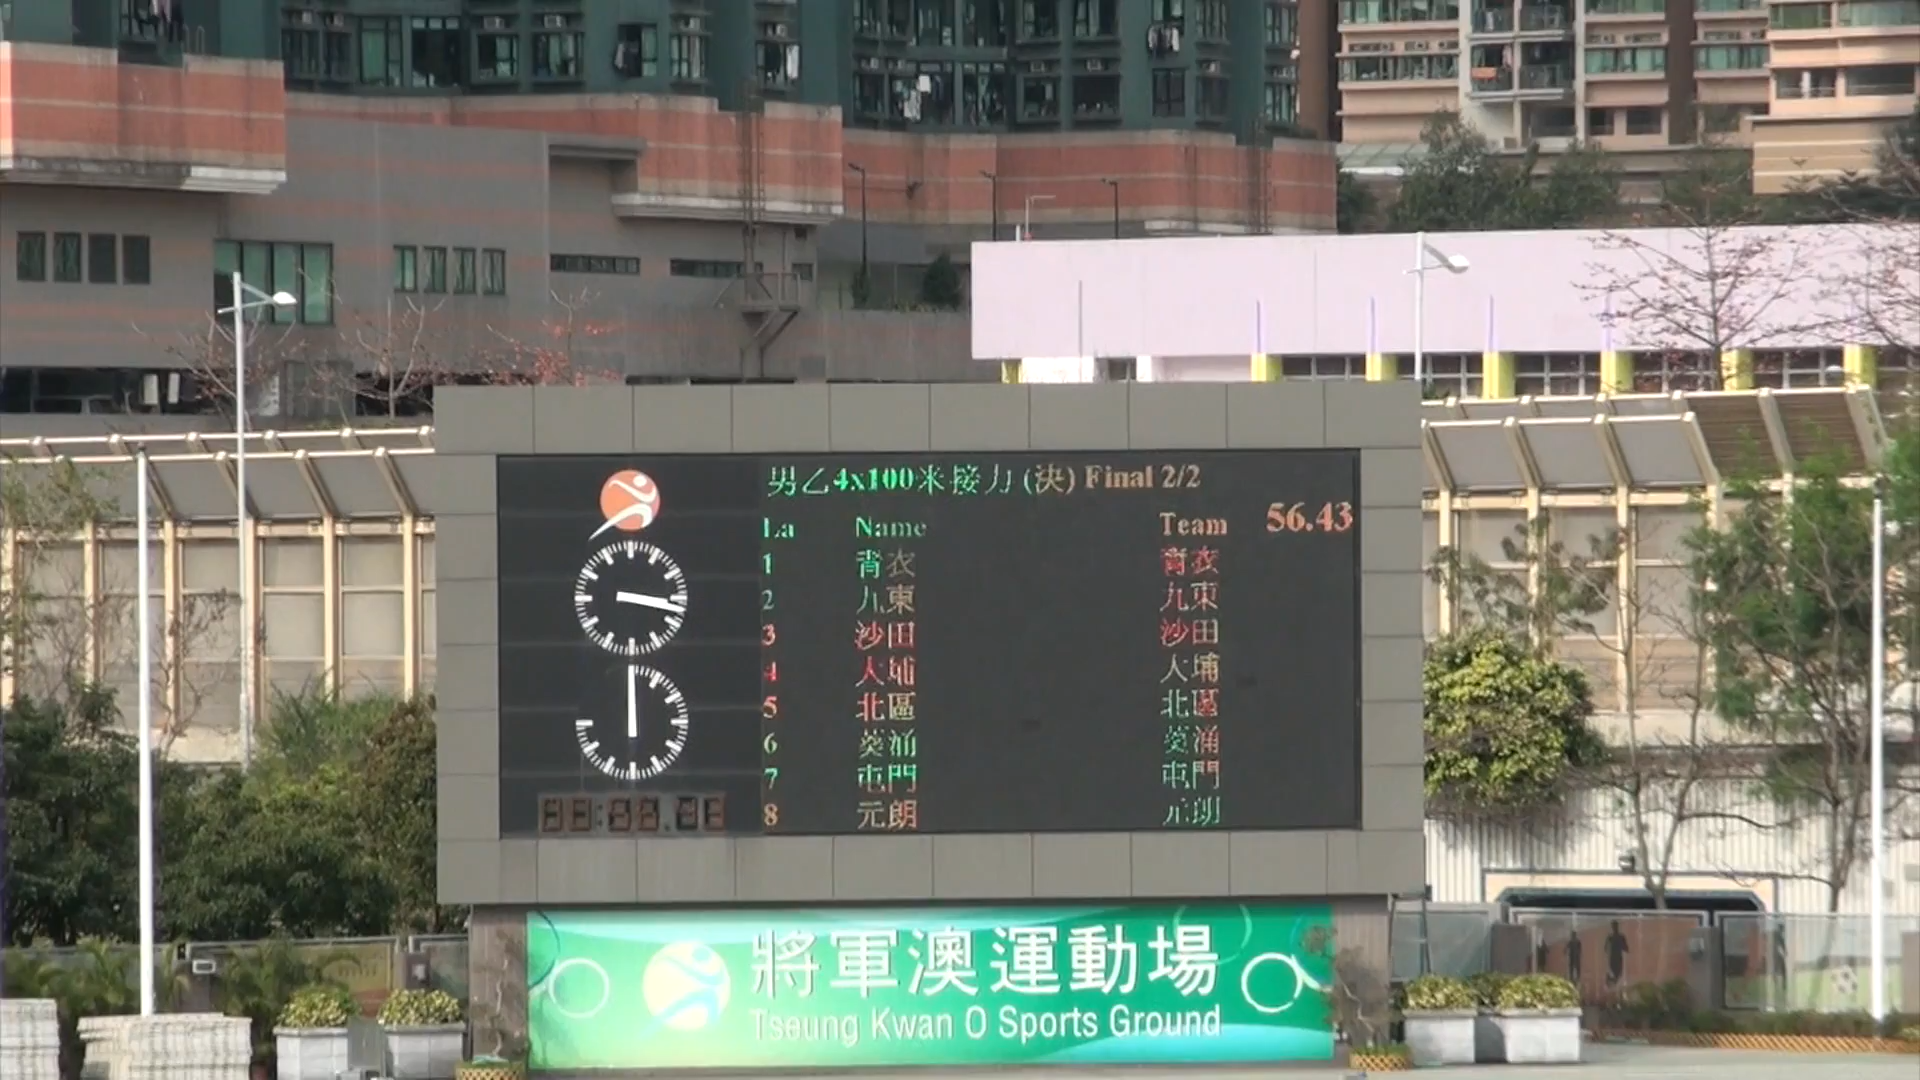 男乙4x100米接力 (決) Final 2/2
La Name Team 56.43
1 青衣 青衣
2 九東 九東
3 沙田 沙田
4 大埔 大埔
5 北區 北區
6 葵涌 葵涌
7 屯門 屯門
8 元朗 元朗
將軍澳運動場
Tseung Kwan O Sports Ground